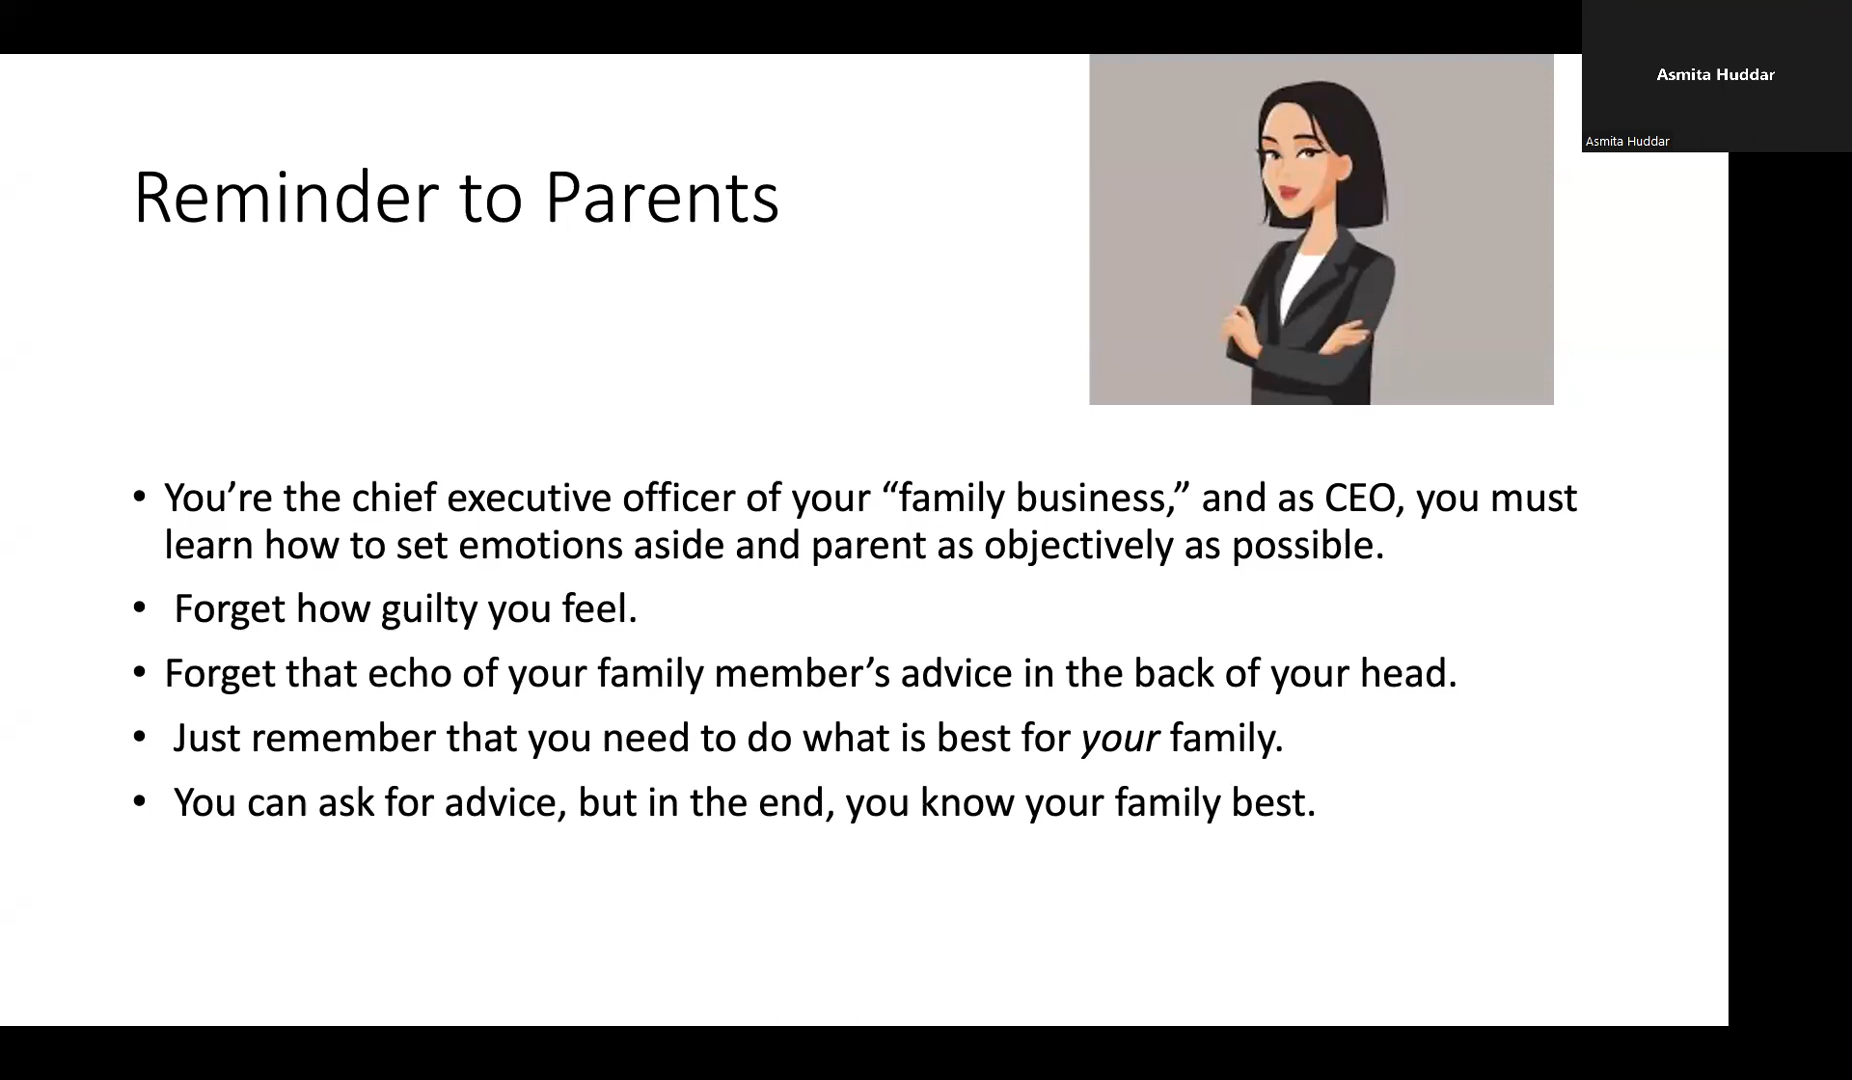 Asmita Huddar
Asmita Huddar
Reminder to Parents
• You’re the chief executive officer of your “family business,” and as CEO, you must
learn how to set emotions aside and parent as objectively as possible.
• Forget how guilty you feel.
• Forget that echo of your family member’s advice in the back of your head.
• Just remember that you need to do what is best for your family.
• You can ask for advice, but in the end, you know your family best.